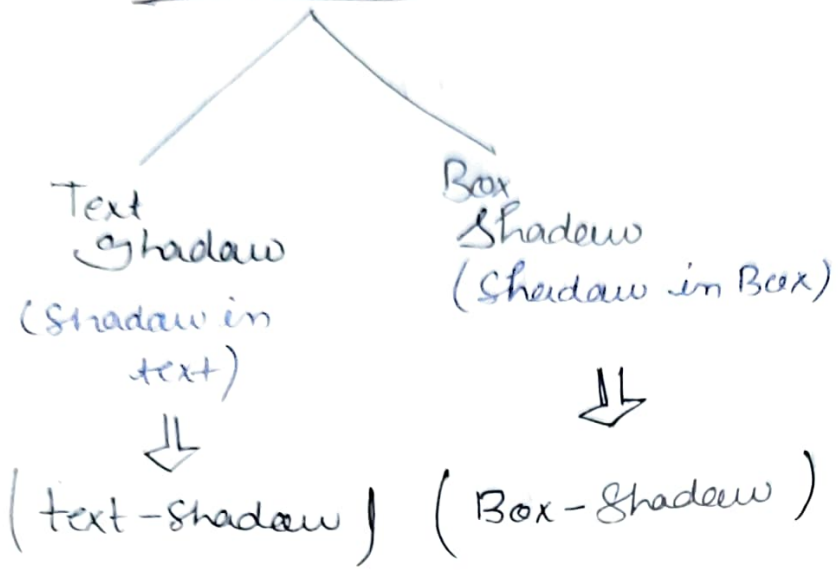 Text
Shadow
(Shadow in
text)
(text-Shadow)
Box
Shadow
(Shadow in Box)
(Box-Shadow)